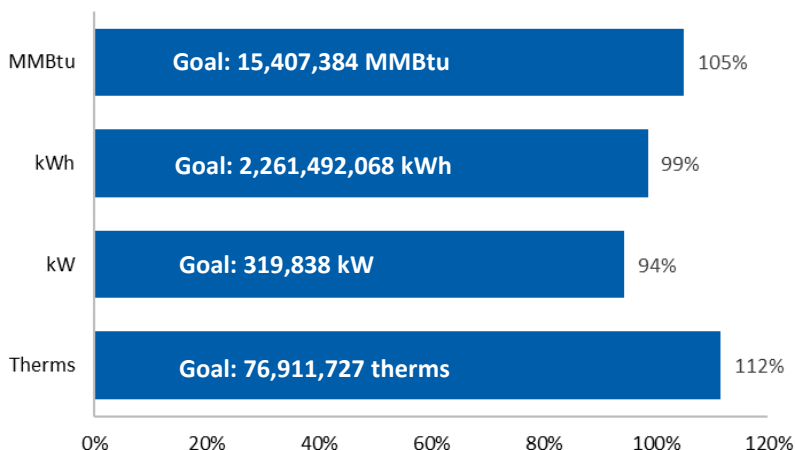 MMBtu
Goal: 15,407,384 MMBtu
105%
kWh
Goal: 2,261,492,068 kWh
99%
kW
Goal: 319,838 kW
94%
Therms
Goal: 76,911,727 therms
112%
0% 20% 40% 60% 80% 100% 120%